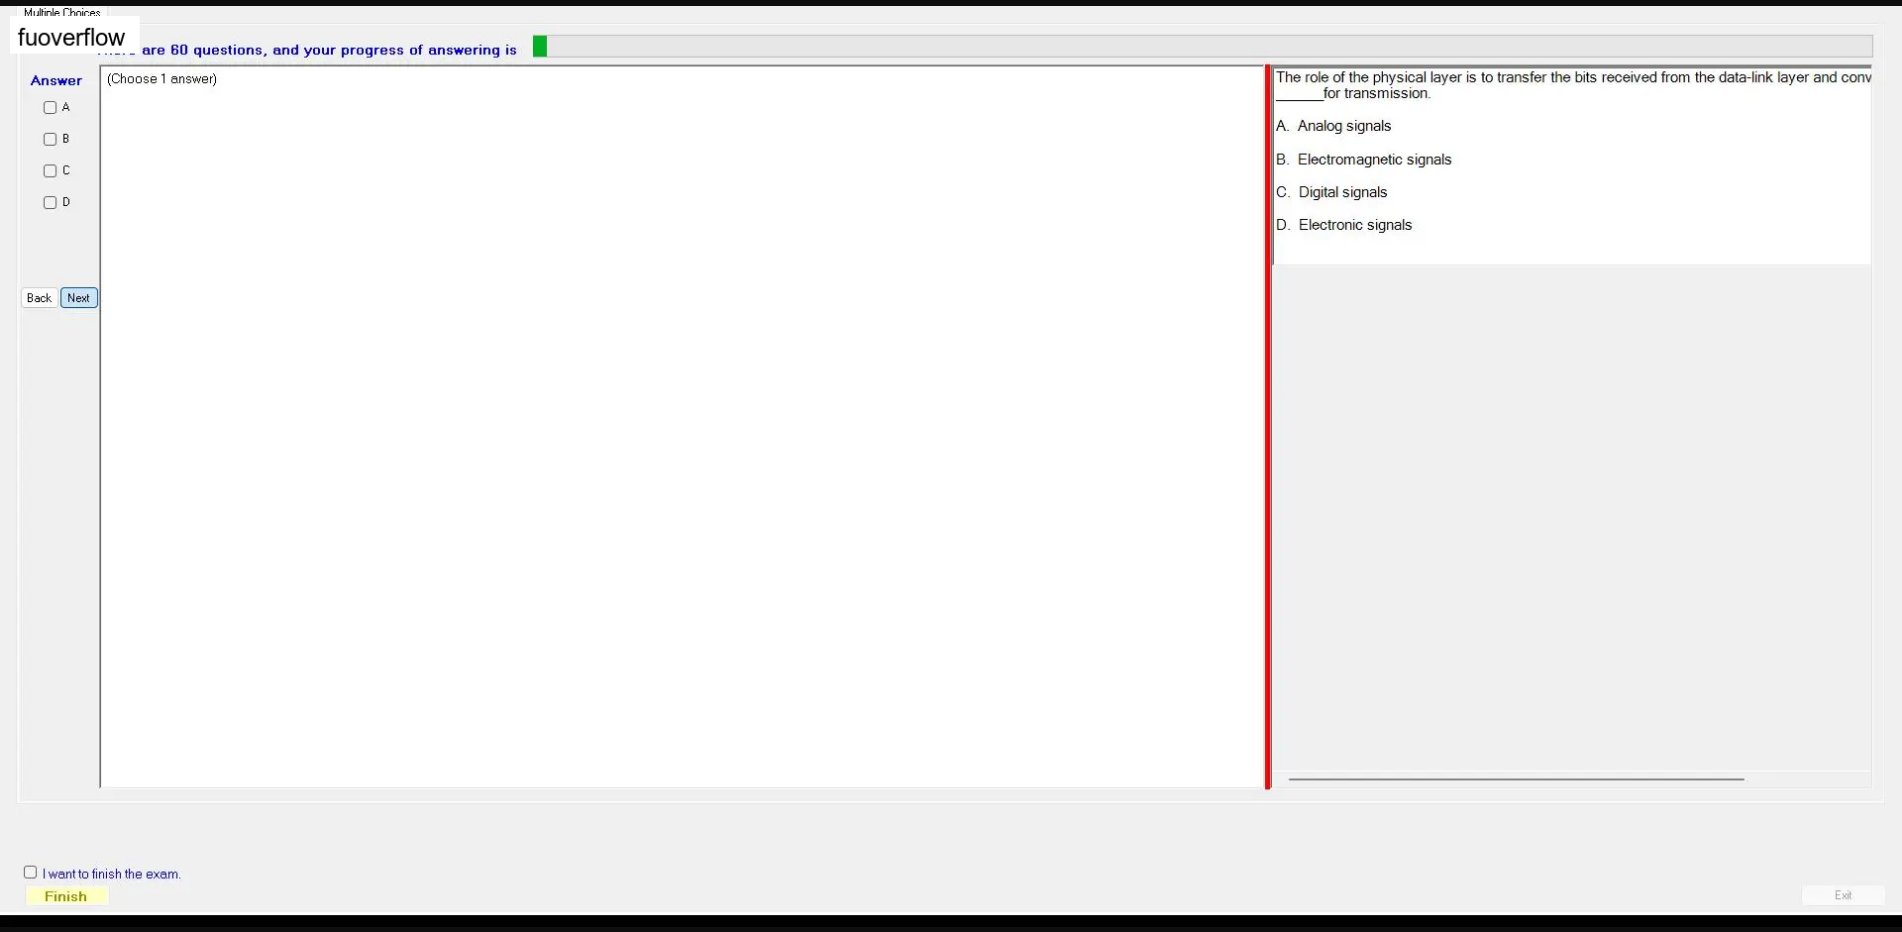 Multiple Choices
fuoverflow
are 60 questions, and your progress of answering is
Answer
(Choose 1 answer)
A
B
C
D
Back Next
The role of the physical layer is to transfer the bits received from the data-link layer and conv
______for transmission.
A. Analog signals
B. Electromagnetic signals
C. Digital signals
D. Electronic signals
I want to finish the exam.
Finish
Exit